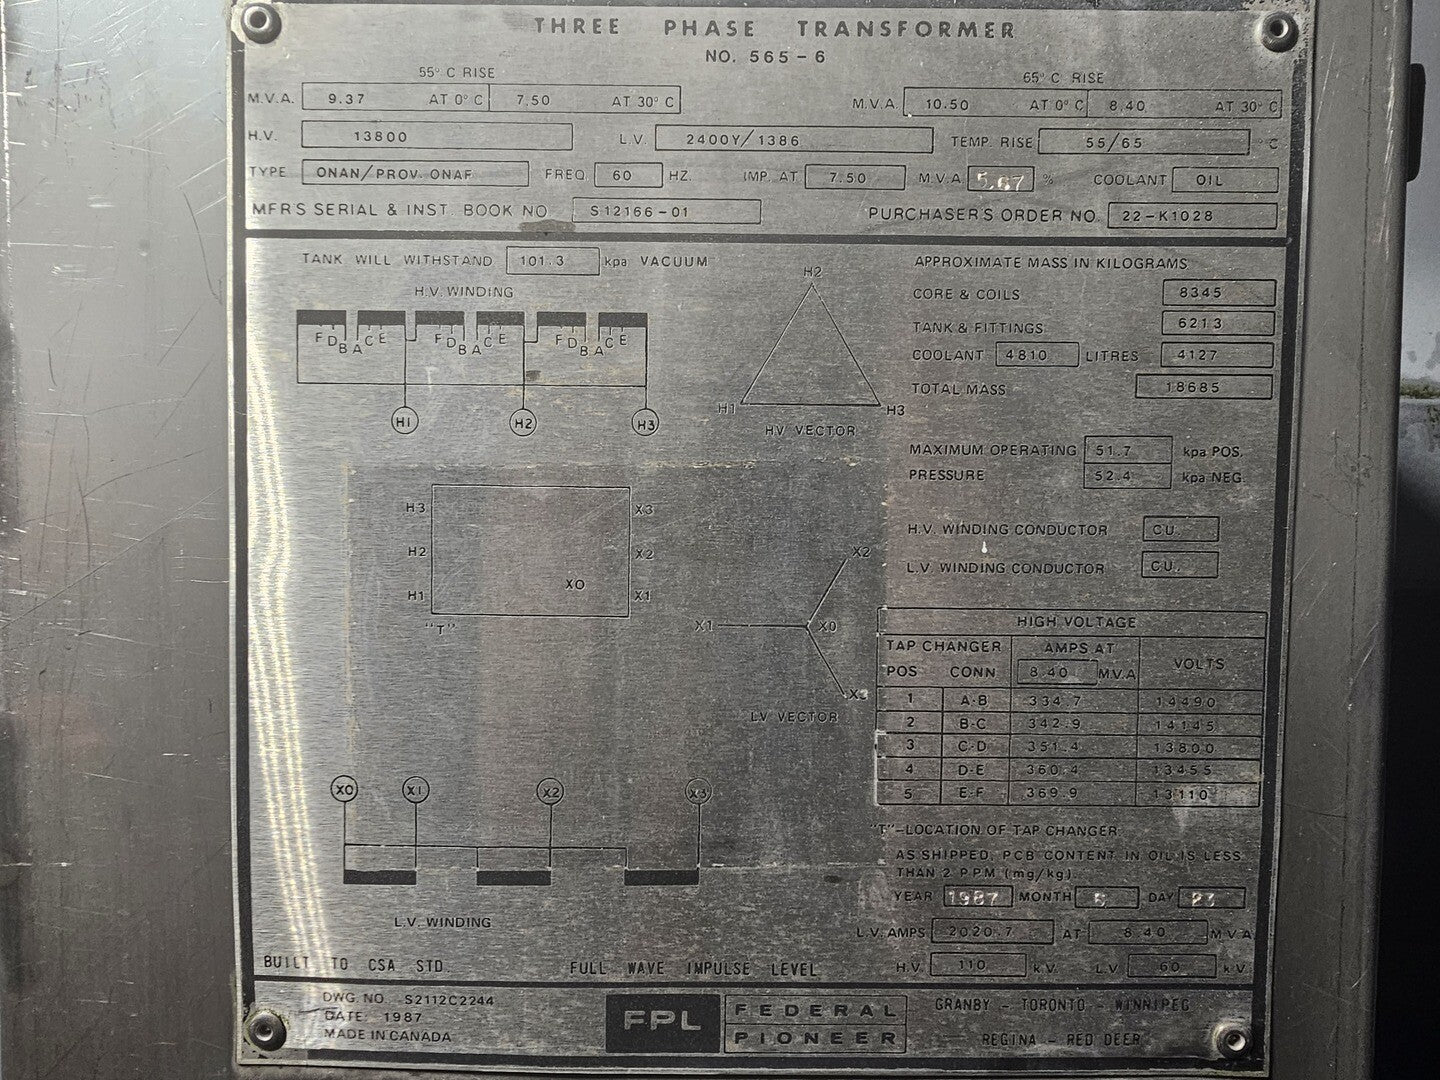 THREE PHASE TRANSFORMER
NO. 565-6
55° C RISE
65° C RISE
M.V.A. 9.37 AT 0° C 7.50 AT 30° C
M.V.A. 10.50 AT 0° C 8.40 AT 30° C
H.V. 13800 L.V. 2400Y/1386 TEMP. RISE 55/65 °C
TYPE ONAN/PROV. ONAF FREQ. 60 HZ. IMP. AT 7.50 M.V.A. 5.67 % COOLANT OIL
MFR'S SERIAL & INST. BOOK NO. S12166-01 PURCHASER'S ORDER NO. 22-K1028
TANK WILL WITHSTAND 101.3 kpa VACUUM
H.V. WINDING
F D B A C E F D B A C E F D B A C E
H1 H2 H3
H2
H1 H3
HV VECTOR
APPROXIMATE MASS IN KILOGRAMS
CORE & COILS 8345
TANK & FITTINGS 6213
COOLANT 4810 LITRES 4127
TOTAL MASS 18685
MAXIMUM OPERATING 51.7 kpa POS.
PRESSURE 52.4 kpa NEG.
H.V. WINDING CONDUCTOR CU.
L.V. WINDING CONDUCTOR CU.
H3 X3
H2 X2
X0
H1 X1
"T"
X2
X1 X0
X3
LV VECTOR
HIGH VOLTAGE
TAP CHANGER AMPS AT VOLTS
POS CONN 8.40 M.V.A
1 A-B 334.7 14490
2 B-C 342.9 14145
3 C-D 351.4 13800
4 D-E 360.4 13455
5 E-F 369.9 13110
X0 X1 X2 X3
L.V. WINDING
"T"-LOCATION OF TAP CHANGER
AS SHIPPED, PCB CONTENT IN OIL IS LESS
THAN 2 P.P.M. (mg/kg).
YEAR 1987 MONTH DAY 23
L.V. AMPS 2020.7 AT 8.40 M.V.A
BUILT TO CSA STD. FULL WAVE IMPULSE LEVEL H.V. 110 k.V. L.V. 60 k.V.
DWG. NO. S2112C2244
DATE: 1987
MADE IN CANADA
FPL
FEDERAL
PIONEER
GRANBY - TORONTO - WINNIPEG
REGINA - RED DEER